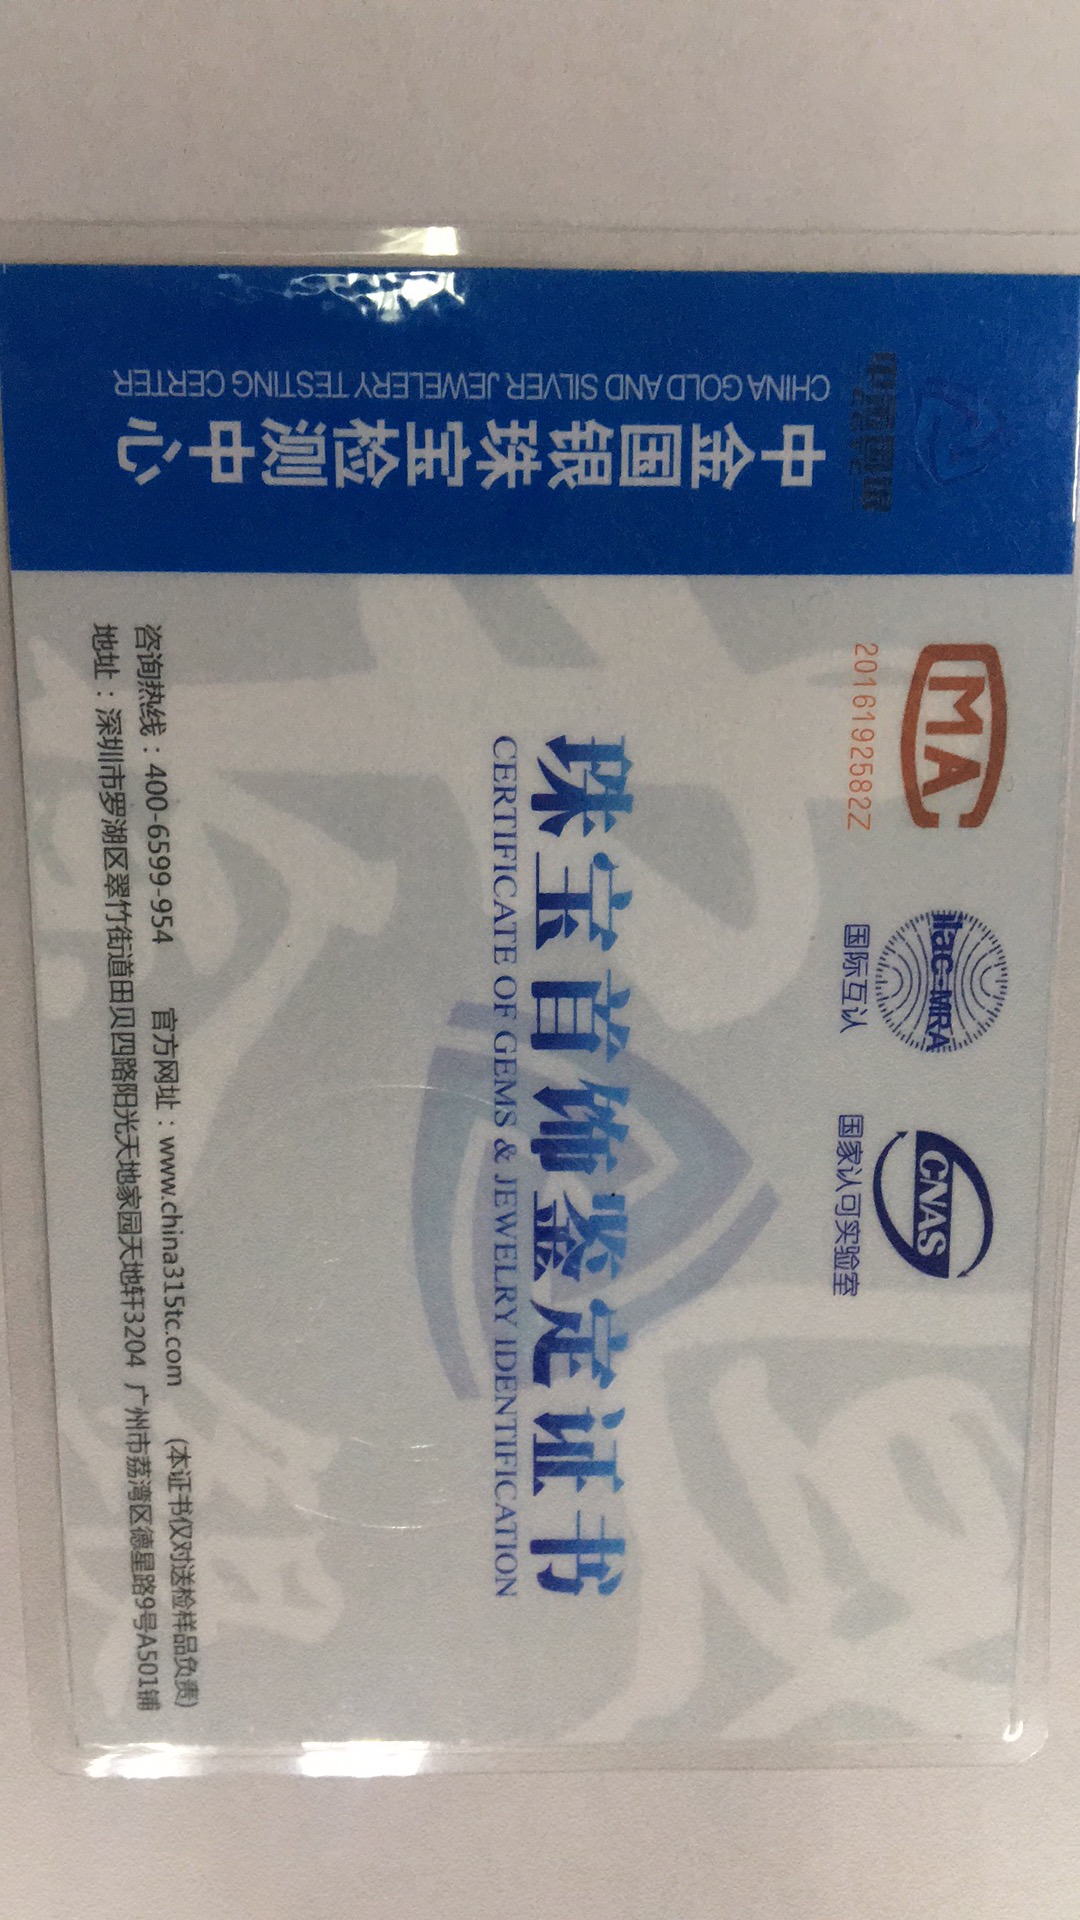 CHINA GOLD AND SILVER JEWELERY TESTING CERTER
中金国银珠宝检测中心
MA
2016192582Z
ilac-MRA
国际互认
CNAS
国家认可实验室
珠宝首饰鉴定证书
CERTIFICATE OF GEMS & JEWELRY IDENTIFICATION
咨询热线：400-6599-954 官方网址：www.china315tc.com (本证书仅对送检样品负责)
地址：深圳市罗湖区翠竹街道田贝四路阳光天地家园天地轩3204 广州市荔湾区德星路9号A501铺